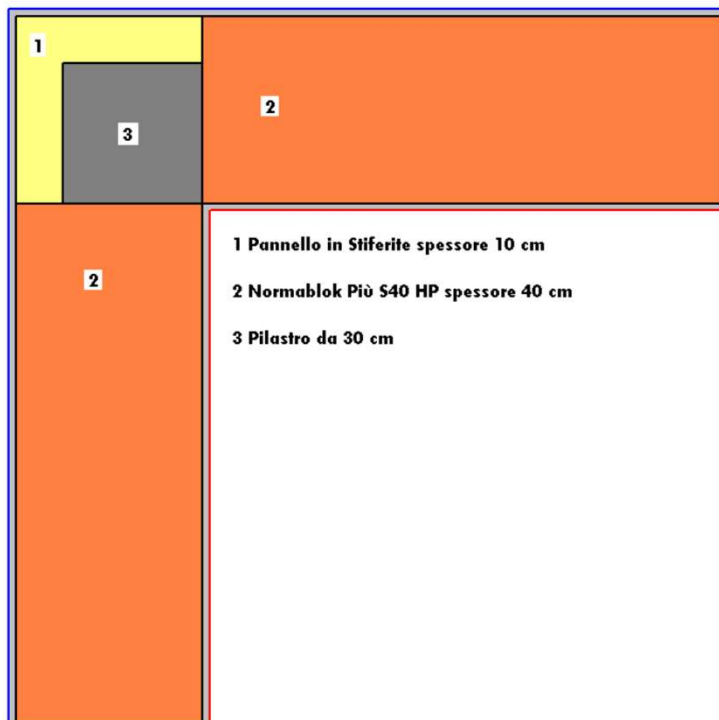 1
2
3
2
1 Pannello in Stiferite spessore 10 cm
2 Normablok Più S40 HP spessore 40 cm
3 Pilastro da 30 cm